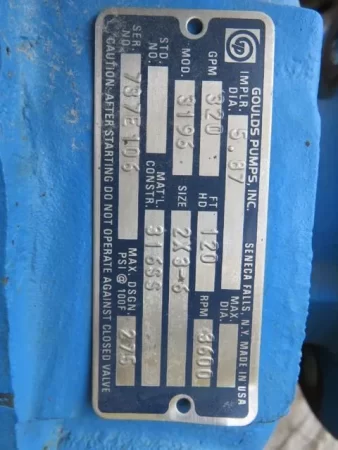 GOULDS PUMPS, INC.
SENECA FALLS, N.Y. MADE IN USA
IMPLR. DIA. 5.87 MAX. DIA.
GPM 320 FT HD 120 RPM 3600
MOD. 3196 SIZE 2X3-6
STD. NO. MAT'L CONSTR. 316SS
SER. NO. 737E106 MAX. DSGN. PSI @ 100F 275
CAUTION: AFTER STARTING DO NOT OPERATE AGAINST CLOSED VALVE